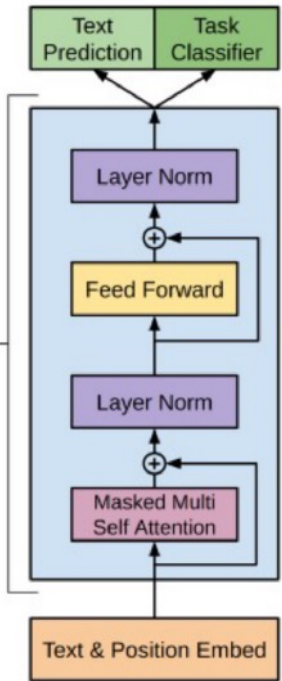 Text
Prediction
Task
Classifier
Layer Norm
Feed Forward
Layer Norm
Masked Multi
Self Attention
Text & Position Embed